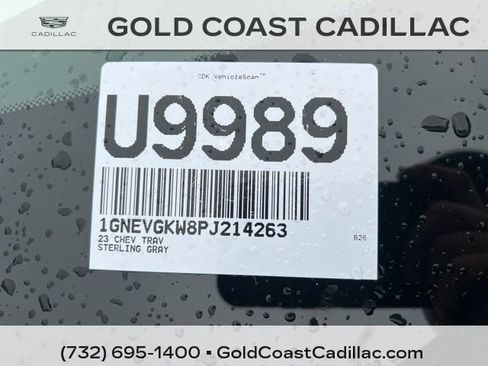 CADILLAC
GOLD COAST CADILLAC
CDK VehicleScan™
U9989
1GNEVGKW8PJ214263
23 CHEV TRAV
STERLING GRAY
826
(732) 695-1400 ▪ GoldCoastCadillac.com